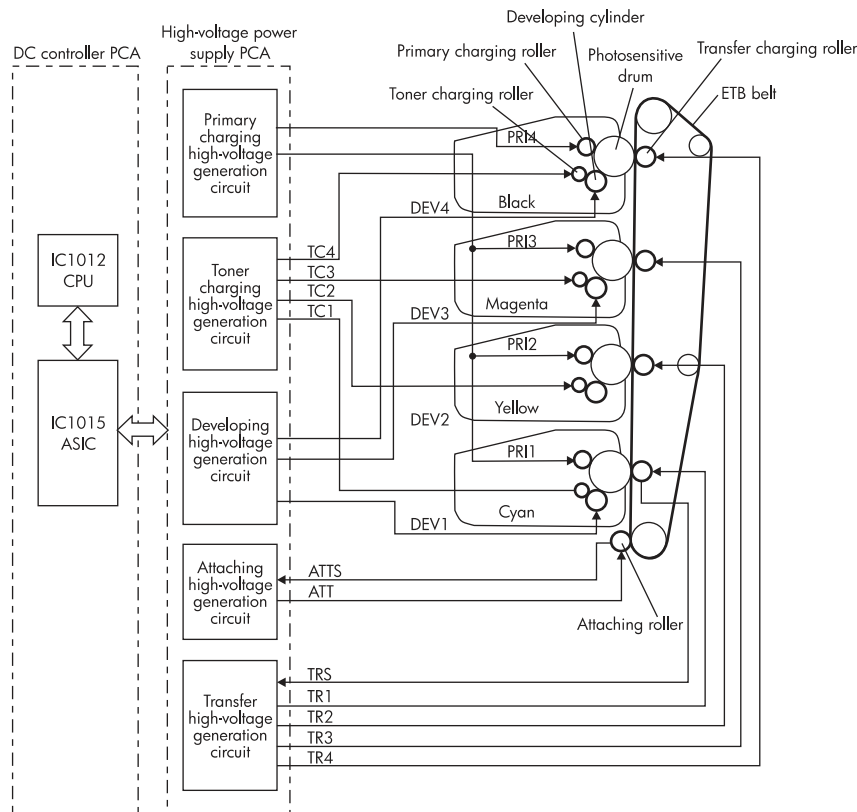 Developing cylinder
DC controller PCA
High-voltage power
supply PCA
Primary charging roller
Photosensitive
drum
Transfer charging roller
Toner charging roller
ETB belt
Primary
charging
high-voltage
generation
circuit
PRI4
Black
DEV4
IC1012
CPU
Toner
charging
high-voltage
generation
circuit
TC4
TC3
TC2
TC1
PRI3
Magenta
DEV3
PRI2
Yellow
DEV2
IC1015
ASIC
Developing
high-voltage
generation
circuit
PRI1
Cyan
DEV1
Attaching
high-voltage
generation
circuit
ATTS
ATT
Attaching roller
Transfer
high-voltage
generation
circuit
TRS
TR1
TR2
TR3
TR4